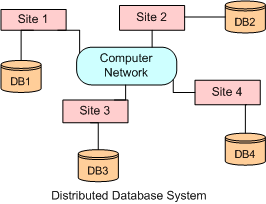 Site 1
Site 2
DB2
Computer
Network
DB1
Site 3
Site 4
DB3
DB4
Distributed Database System